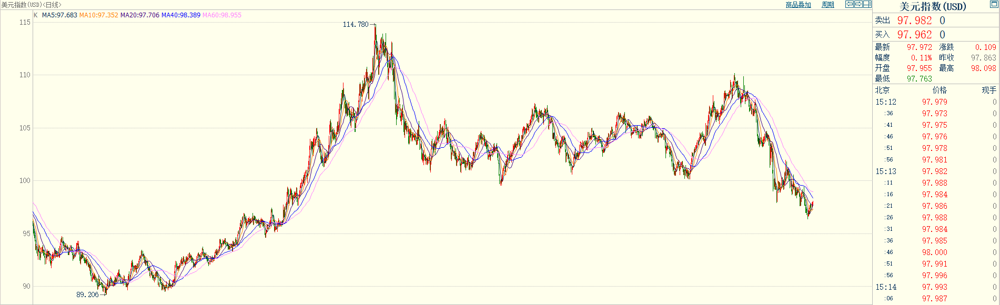 美元指数(USD)<日线>
商品叠加 周期
K MA5:97.683 MA10:97.352 MA20:97.706 MA40:98.389 MA60:98.955
115
110
105
100
95
90
114.780
89.206
美元指数(USD)
卖出 97.982 0
买入 97.962 0
最新 97.972 涨跌 0.109
幅度 0.11% 昨收 97.863
开盘 97.955 最高 98.098
最低 97.763
北京 价格 现手
15:12 97.979 0
:36 97.973 0
:41 97.975 0
:46 97.976 0
:51 97.978 0
:56 97.981 0
15:13 97.982 0
:11 97.988 0
:16 97.984 0
:21 97.986 0
:26 97.988 0
:31 97.984 0
:36 97.985 0
:46 98.000 0
:51 97.991 0
:56 97.996 0
15:14 97.993 0
:06 97.987 0